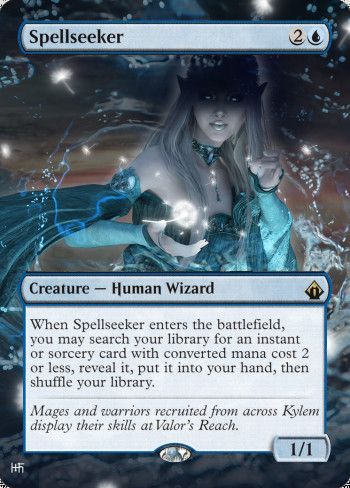 Spellseeker 2
Creature — Human Wizard
When Spellseeker enters the battlefield,
you may search your library for an instant
or sorcery card with converted mana cost 2
or less, reveal it, put it into your hand, then
shuffle your library.
Mages and warriors recruited from across Kylem
display their skills at Valor's Reach.
1/1